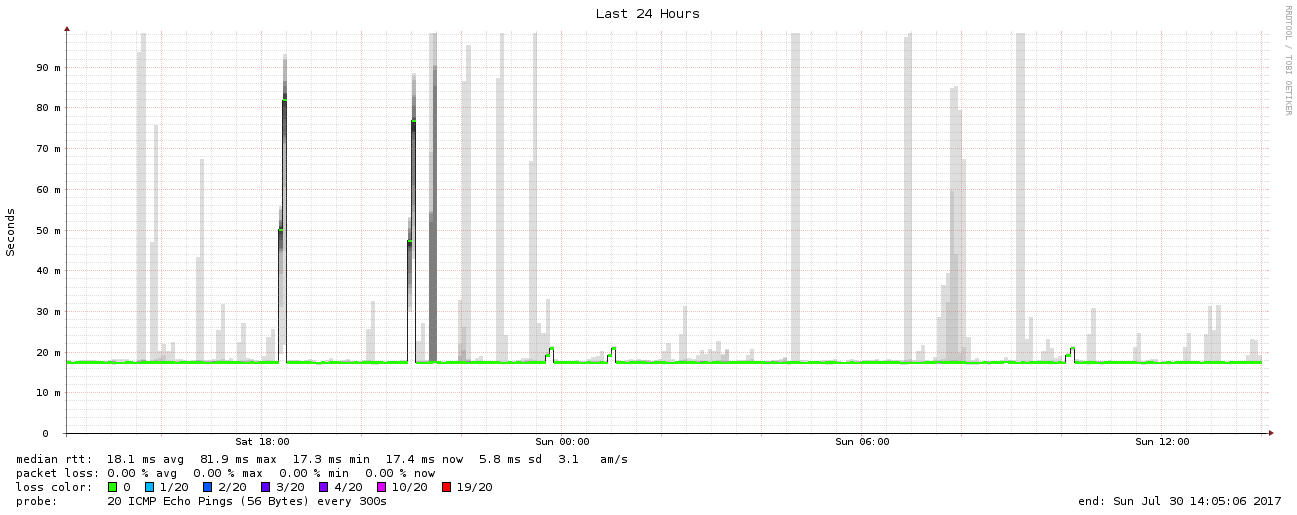 Last 24 Hours
RRDTOOL / TOBI OETIKER
Seconds
90 m
80 m
70 m
60 m
50 m
40 m
30 m
20 m
10 m
0
Sat 18:00 Sun 00:00 Sun 06:00 Sun 12:00
median rtt: 18.1 ms avg 81.9 ms max 17.3 ms min 17.4 ms now 5.8 ms sd 3.1 am/s
packet loss: 0.00 % avg 0.00 % max 0.00 % min 0.00 % now
loss color: 0 1/20 2/20 3/20 4/20 10/20 19/20
probe: 20 ICMP Echo Pings (56 Bytes) every 300s end: Sun Jul 30 14:05:06 2017